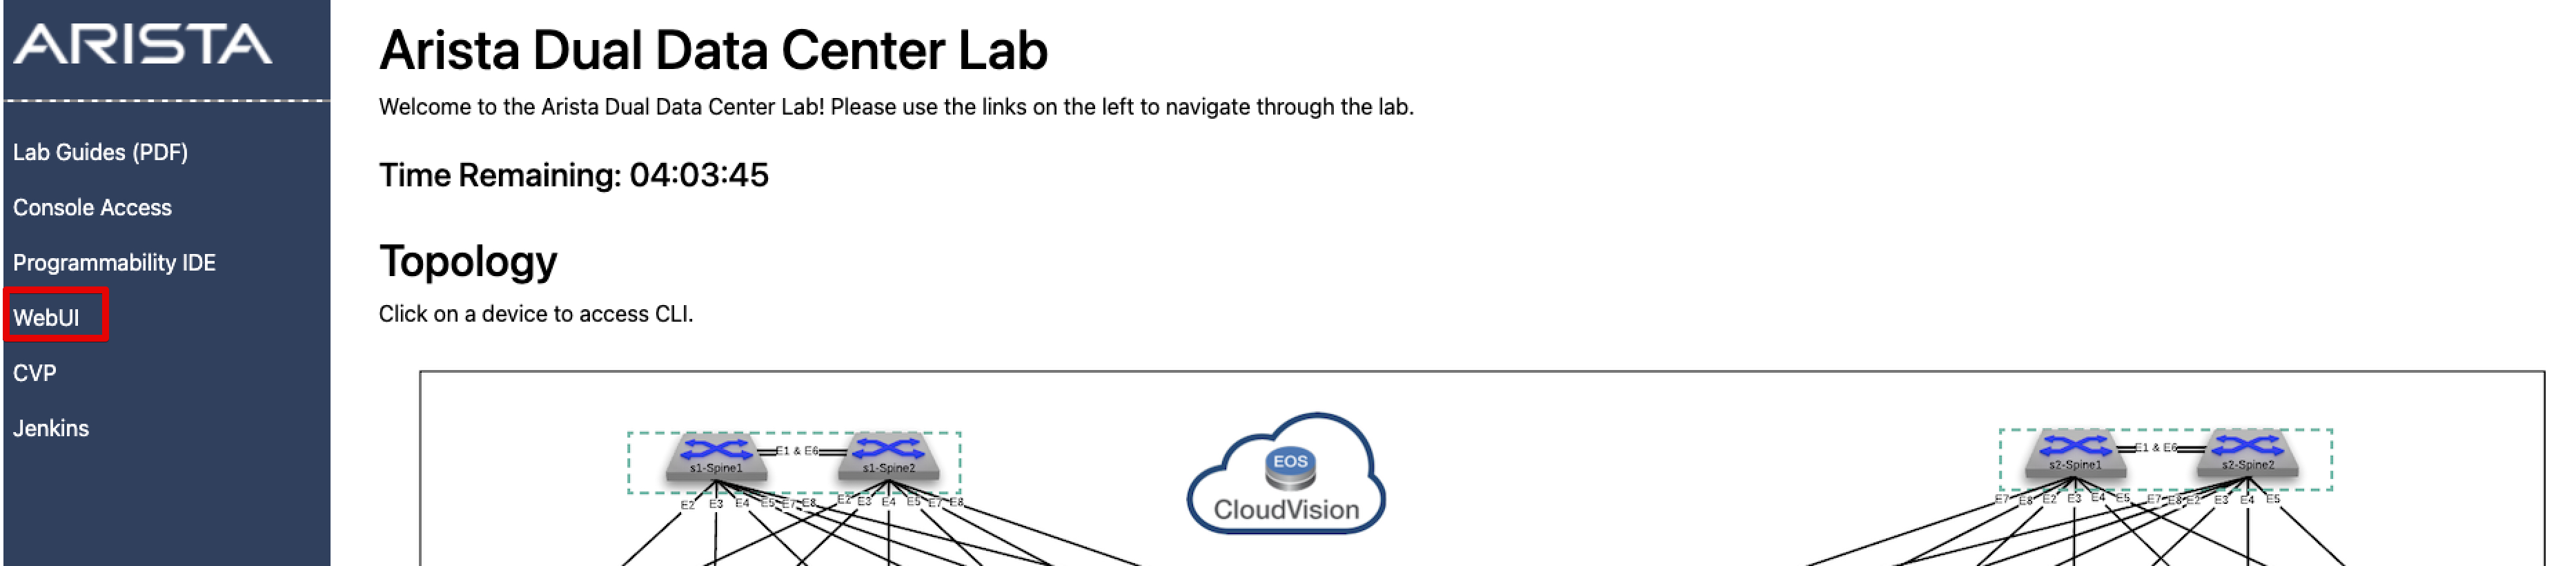 ARISTA
Lab Guides (PDF)
Console Access
Programmability IDE
WebUI
CVP
Jenkins
Arista Dual Data Center Lab
Welcome to the Arista Dual Data Center Lab! Please use the links on the left to navigate through the lab.
Time Remaining: 04:03:45
Topology
Click on a device to access CLI.
s1-Spine1
E1 & E6
s1-Spine2
E2 E3 E4 E5 E7 E8
E2 E3 E4 E5 E7 E8
EOS
CloudVision
s2-Spine1
E1 & E6
s2-Spine2
E7 E8 E2 E3 E4 E5
E7 E8 E2 E3 E4 E5